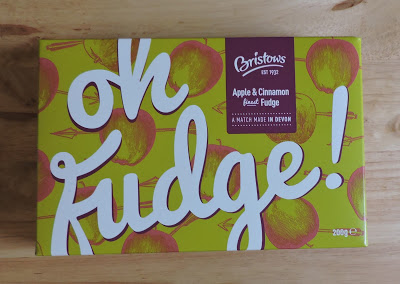 oh
fudge!
Bristows
EST 1932
Apple & Cinnamon
finest Fudge
A MATCH MADE IN DEVON
200g ℮